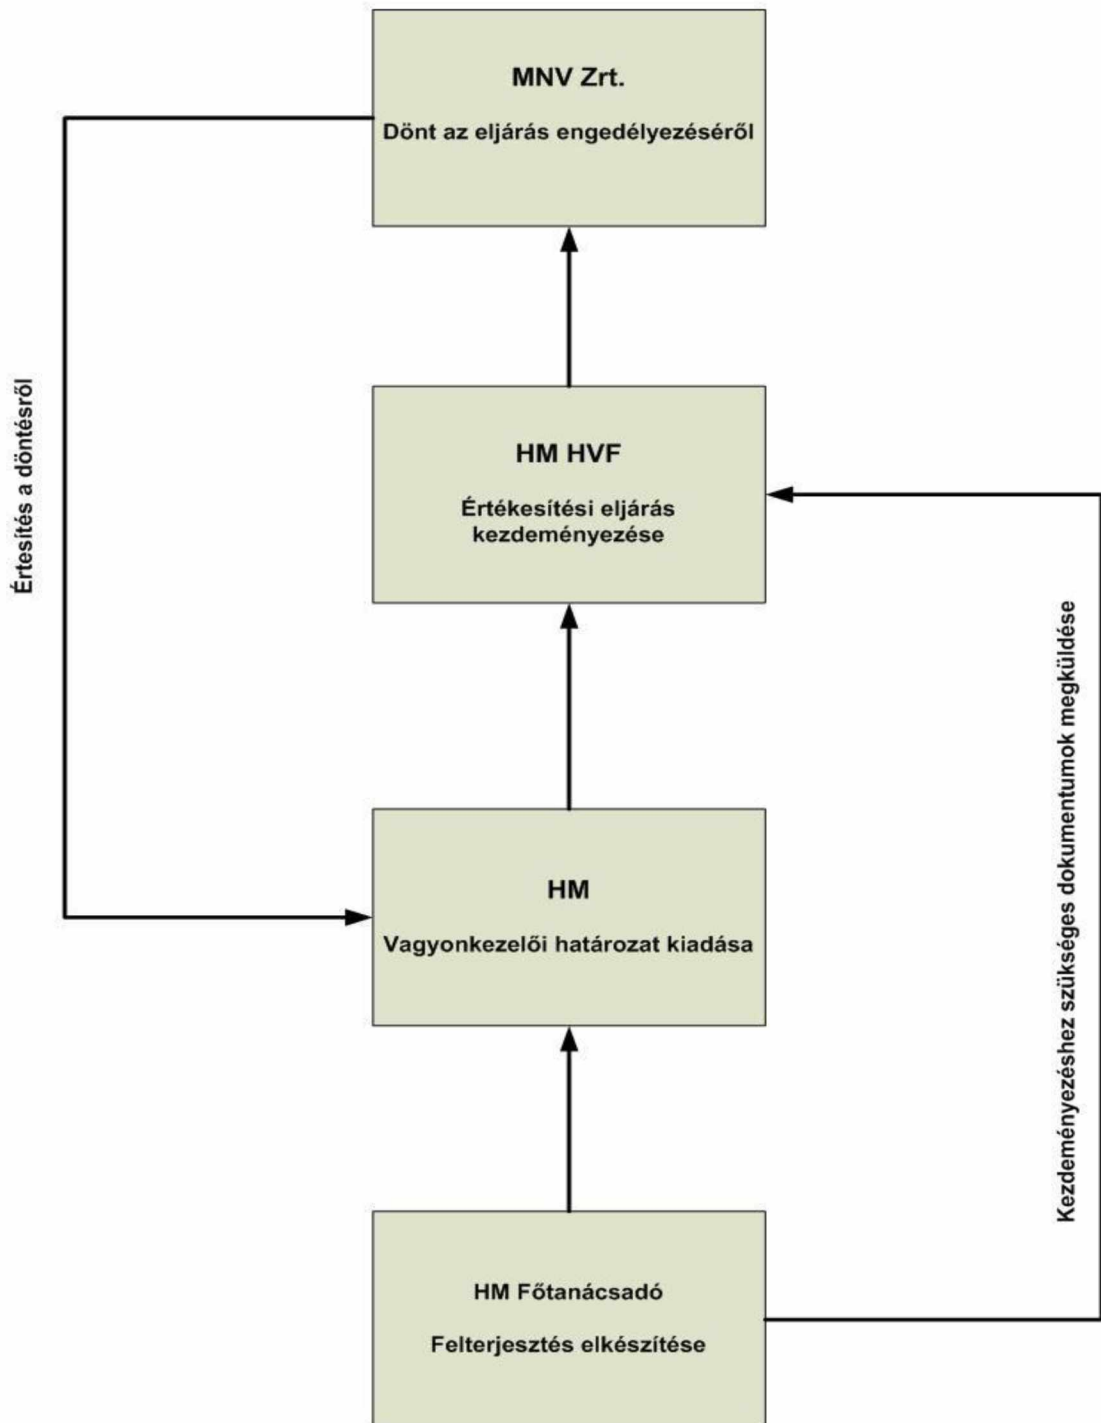 MNV Zrt.
Dönt az eljárás engedélyezéséről
Értesítés a döntésről
HM HVF
Értékesítési eljárás
kezdeményezése
Kezdeményezéshez szükséges dokumentumok megküldése
HM
Vagyonkezelői határozat kiadása
HM Főtanácsadó
Felterjesztés elkészítése